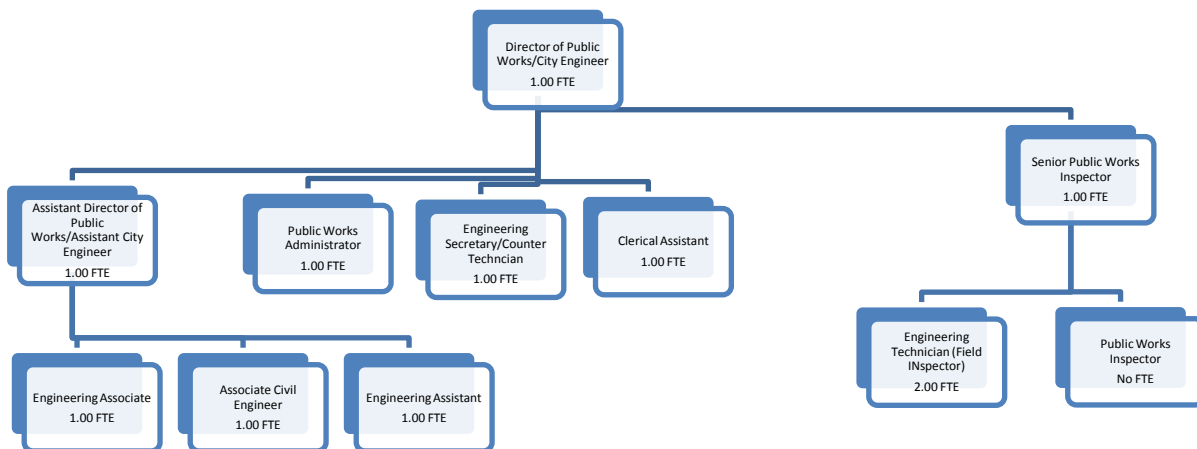 Director of Public
Works/City Engineer
1.00 FTE
Senior Public Works
Inspector
1.00 FTE
Assistant Director of
Public
Works/Assistant City
Engineer
1.00 FTE
Public Works
Administrator
1.00 FTE
Engineering
Secretary/Counter
Techncian
1.00 FTE
Clerical Assistant
1.00 FTE
Engineering Associate
1.00 FTE
Associate Civil
Engineer
1.00 FTE
Engineering Assistant
1.00 FTE
Engineering
Technician (Field
INspector)
2.00 FTE
Public Works
Inspector
No FTE